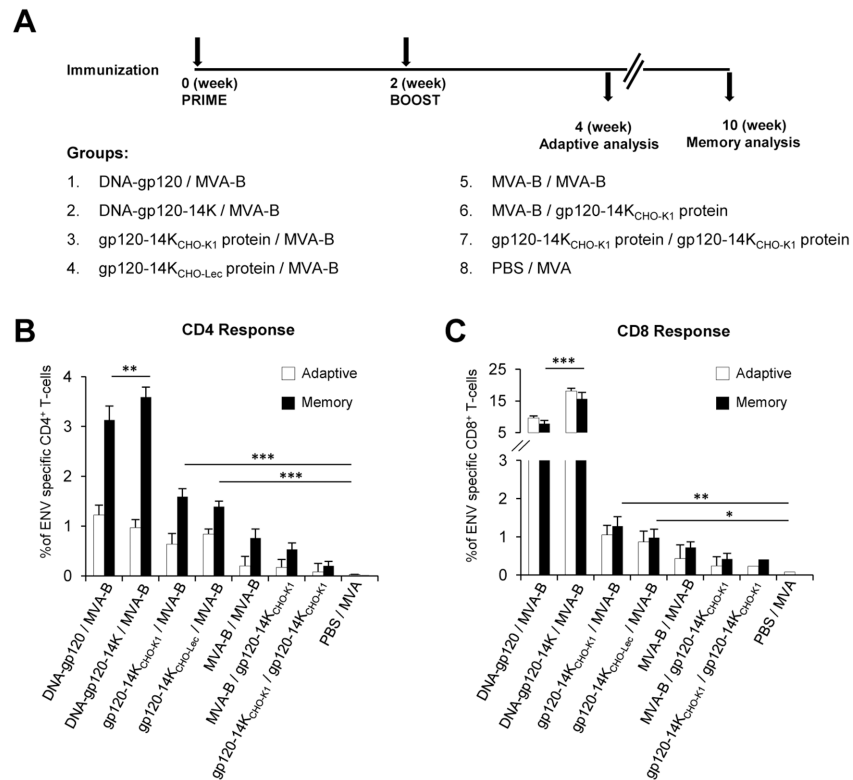 A
Immunization
0 (week)
PRIME
2 (week)
BOOST
4 (week)
Adaptive analysis
10 (week)
Memory analysis
Groups:
1. DNA-gp120 / MVA-B
2. DNA-gp120-14K / MVA-B
3. gp120-14KCHO-K1 protein / MVA-B
4. gp120-14KCHO-Lec protein / MVA-B
5. MVA-B / MVA-B
6. MVA-B / gp120-14KCHO-K1 protein
7. gp120-14KCHO-K1 protein / gp120-14KCHO-K1 protein
8. PBS / MVA
B
CD4 Response
%of ENV specific CD4+ T-cells
4
3
2
1
0
**
***
***
Adaptive
Memory
DNA-gp120 / MVA-B
DNA-gp120-14K / MVA-B
gp120-14KCHO-K1 / MVA-B
gp120-14KCHO-Lec / MVA-B
MVA-B / MVA-B
MVA-B / gp120-14KCHO-K1
gp120-14KCHO-K1 / gp120-14KCHO-K1
PBS / MVA
C
CD8 Response
%of ENV specific CD8+ T-cells
25
15
5
3
2
1
0
***
**
*
Adaptive
Memory
DNA-gp120 / MVA-B
DNA-gp120-14K / MVA-B
gp120-14KCHO-K1 / MVA-B
gp120-14KCHO-Lec / MVA-B
MVA-B / MVA-B
MVA-B / gp120-14KCHO-K1
gp120-14KCHO-K1 / gp120-14KCHO-K1
PBS / MVA